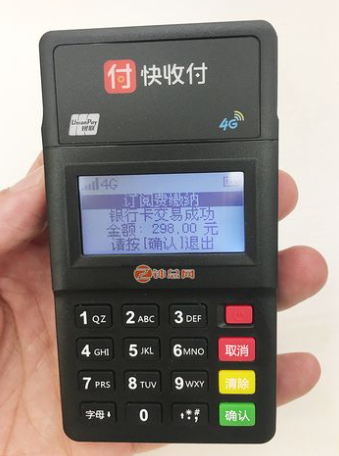 付 快收付
UnionPay
银联
4G
4G
订阅费缴纳
银行卡交易成功
金额: 298.00 元
请按[确认]退出
神益网
1 QZ 2 ABC 3 DEF
4 GHI 5 JKL 6 MNO 取消
7 PRS 8 TUV 9 WXY 清除
字母 0 .,*# 确认